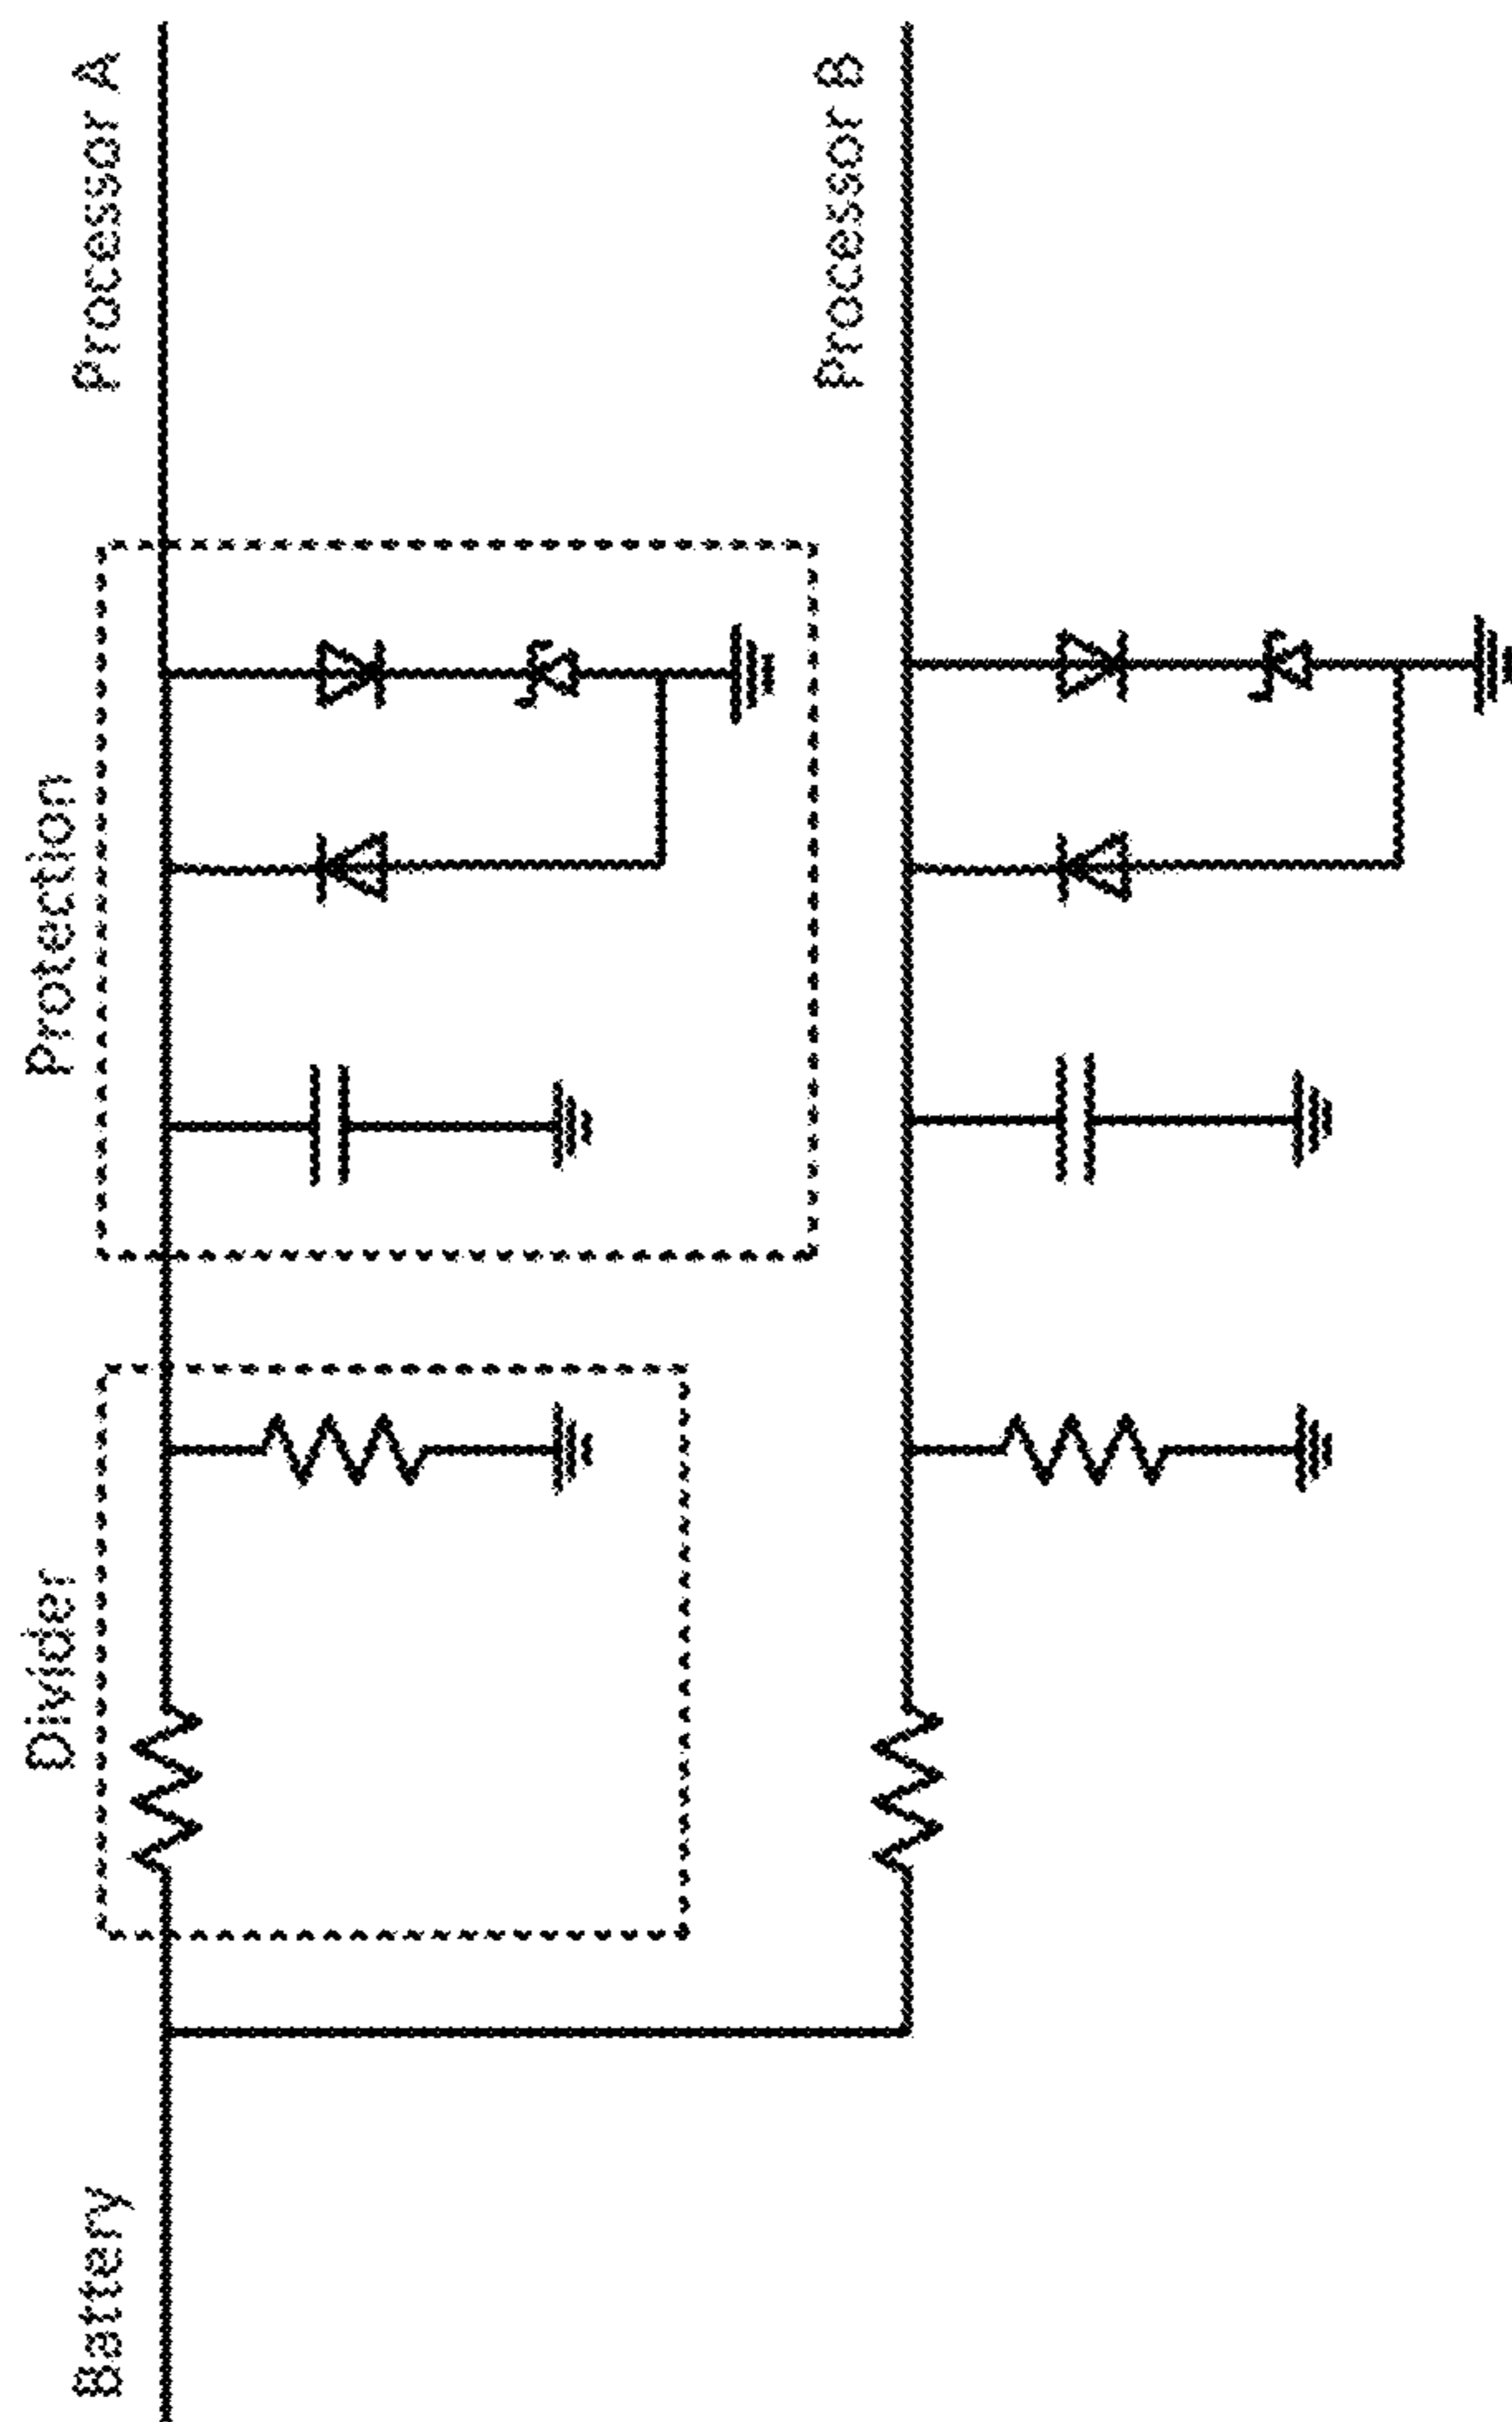 Battery
Divider
Protection
Processor A
Processor B